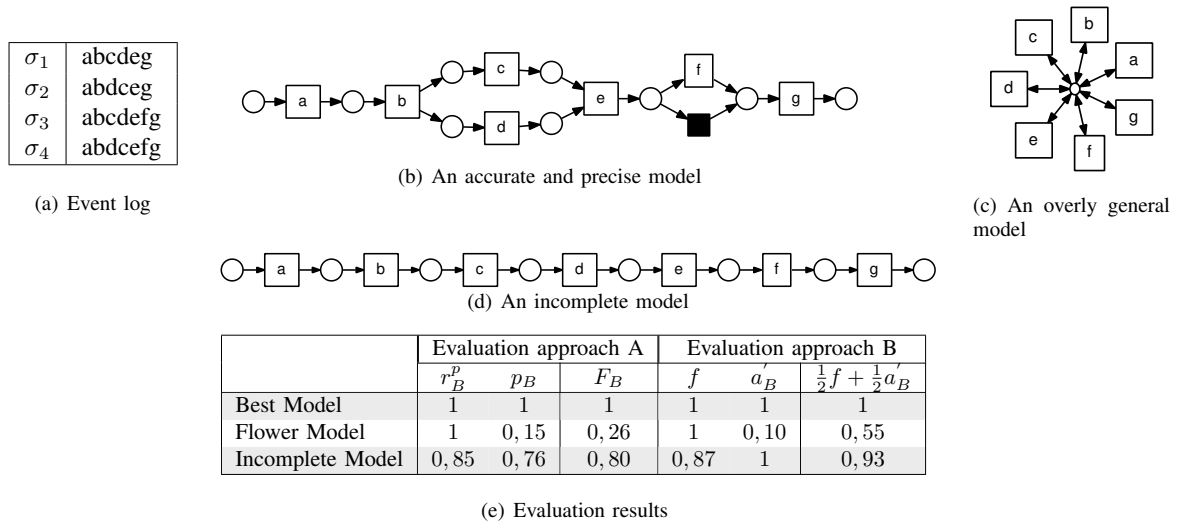 σ1 abcdeg
σ2 abdceg
σ3 abcdefg
σ4 abdcefg
(a) Event log
a b c d e f g
(b) An accurate and precise model
a b c d e f g
(c) An overly general
model
a b c d e f g
(d) An incomplete model
Evaluation approach A Evaluation approach B
r_B^p p_B F_B f a'_B 1/2 f + 1/2 a'_B
Best Model 1 1 1 1 1 1
Flower Model 1 0, 15 0, 26 1 0, 10 0, 55
Incomplete Model 0, 85 0, 76 0, 80 0, 87 1 0, 93
(e) Evaluation results